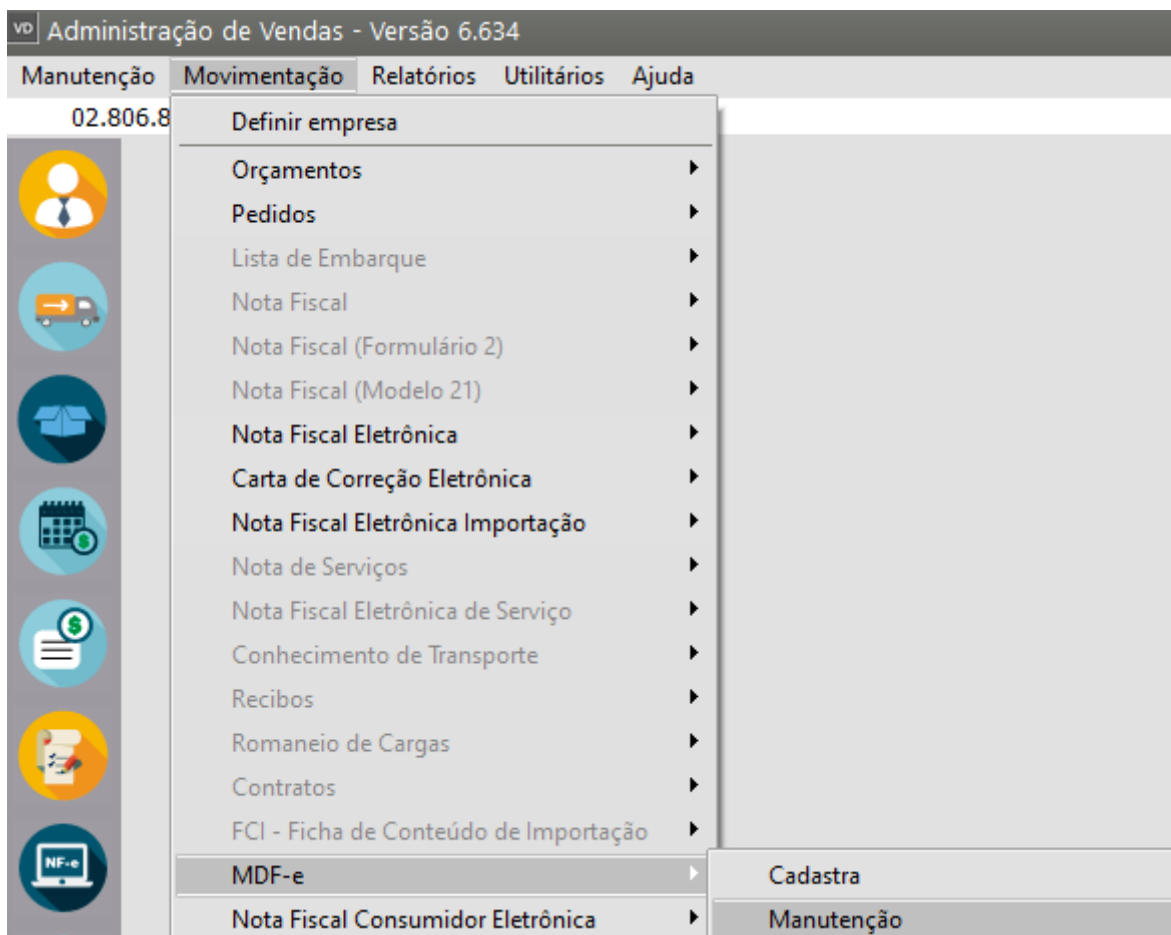 VD Administração de Vendas - Versão 6.634
Manutenção Movimentação Relatórios Utilitários Ajuda
02.806.8
Definir empresa
Orçamentos
Pedidos
Lista de Embarque
Nota Fiscal
Nota Fiscal (Formulário 2)
Nota Fiscal (Modelo 21)
Nota Fiscal Eletrônica
Carta de Correção Eletrônica
Nota Fiscal Eletrônica Importação
Nota de Serviços
Nota Fiscal Eletrônica de Serviço
Conhecimento de Transporte
Recibos
Romaneio de Cargas
Contratos
FCI - Ficha de Conteúdo de Importação
NF-e
MDF-e Cadastra
Nota Fiscal Consumidor Eletrônica Manutenção